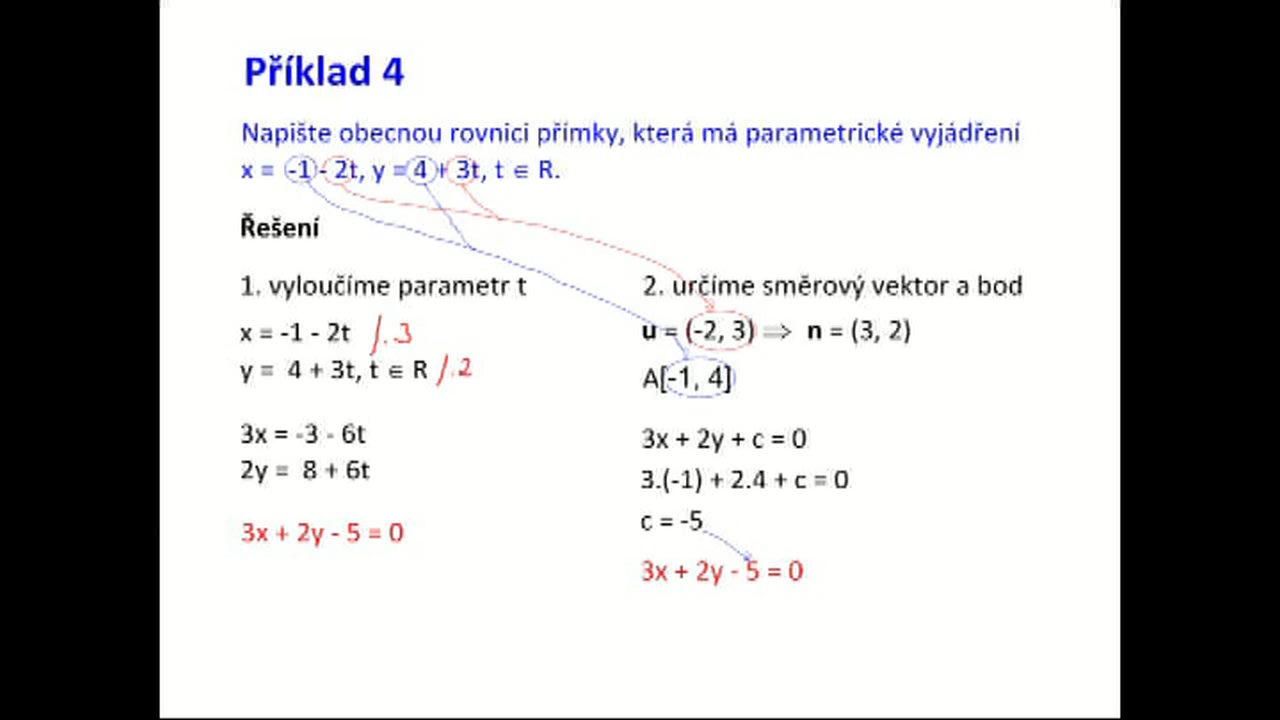 Příklad 4
Napište obecnou rovnici přímky, která má parametrické vyjádření
x = -1 - 2t, y = 4 + 3t, t ∈ R.
Řešení
1. vyloučíme parametr t
x = -1 - 2t /.3
y = 4 + 3t, t ∈ R /.2
3x = -3 - 6t
2y = 8 + 6t
3x + 2y - 5 = 0
2. určíme směrový vektor a bod
u = (-2, 3) ⟹ n = (3, 2)
A[-1, 4]
3x + 2y + c = 0
3.(-1) + 2.4 + c = 0
c = -5
3x + 2y - 5 = 0